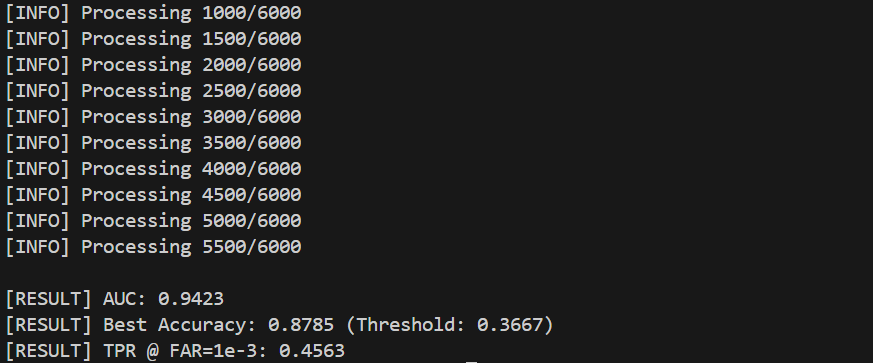 [INFO] Processing 1000/6000
[INFO] Processing 1500/6000
[INFO] Processing 2000/6000
[INFO] Processing 2500/6000
[INFO] Processing 3000/6000
[INFO] Processing 3500/6000
[INFO] Processing 4000/6000
[INFO] Processing 4500/6000
[INFO] Processing 5000/6000
[INFO] Processing 5500/6000
[RESULT] AUC: 0.9423
[RESULT] Best Accuracy: 0.8785 (Threshold: 0.3667)
[RESULT] TPR @ FAR=1e-3: 0.4563